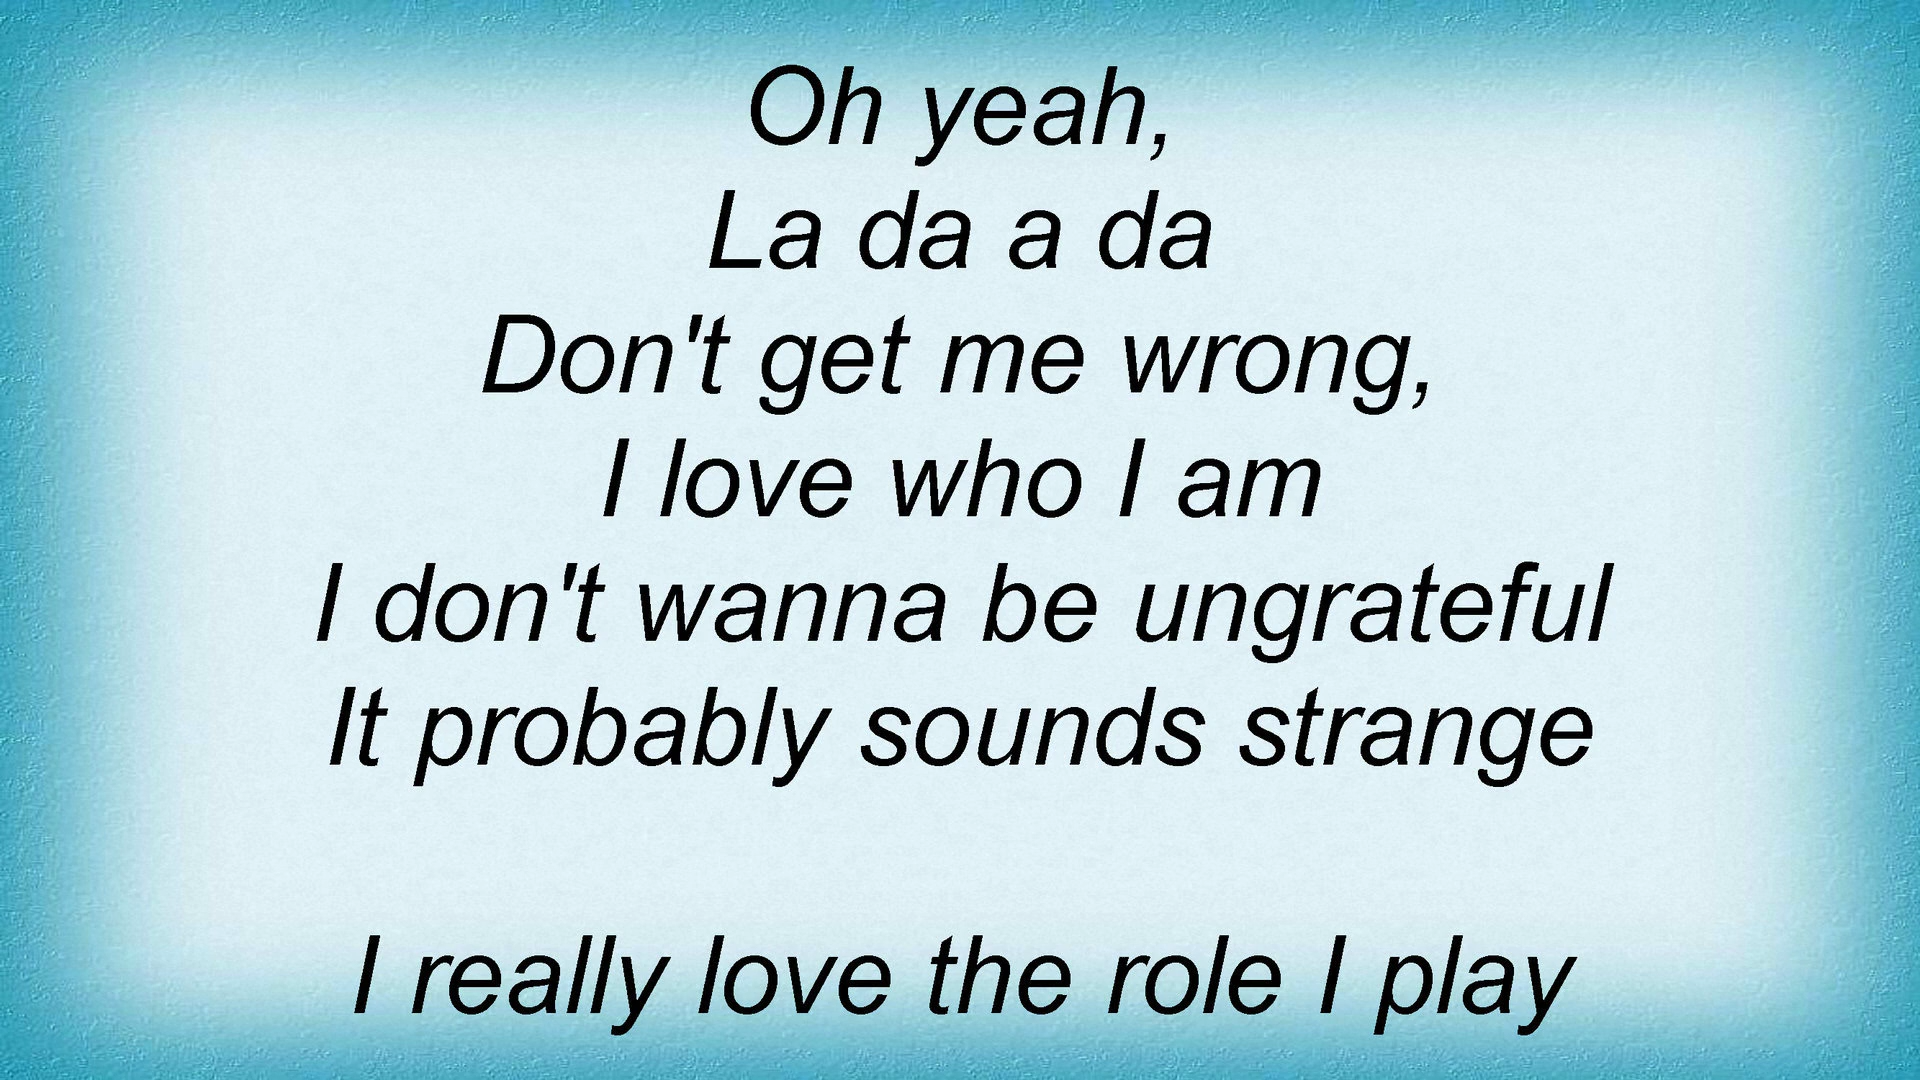 Oh yeah,
La da a da
Don't get me wrong,
I love who I am
I don't wanna be ungrateful
It probably sounds strange
I really love the role I play